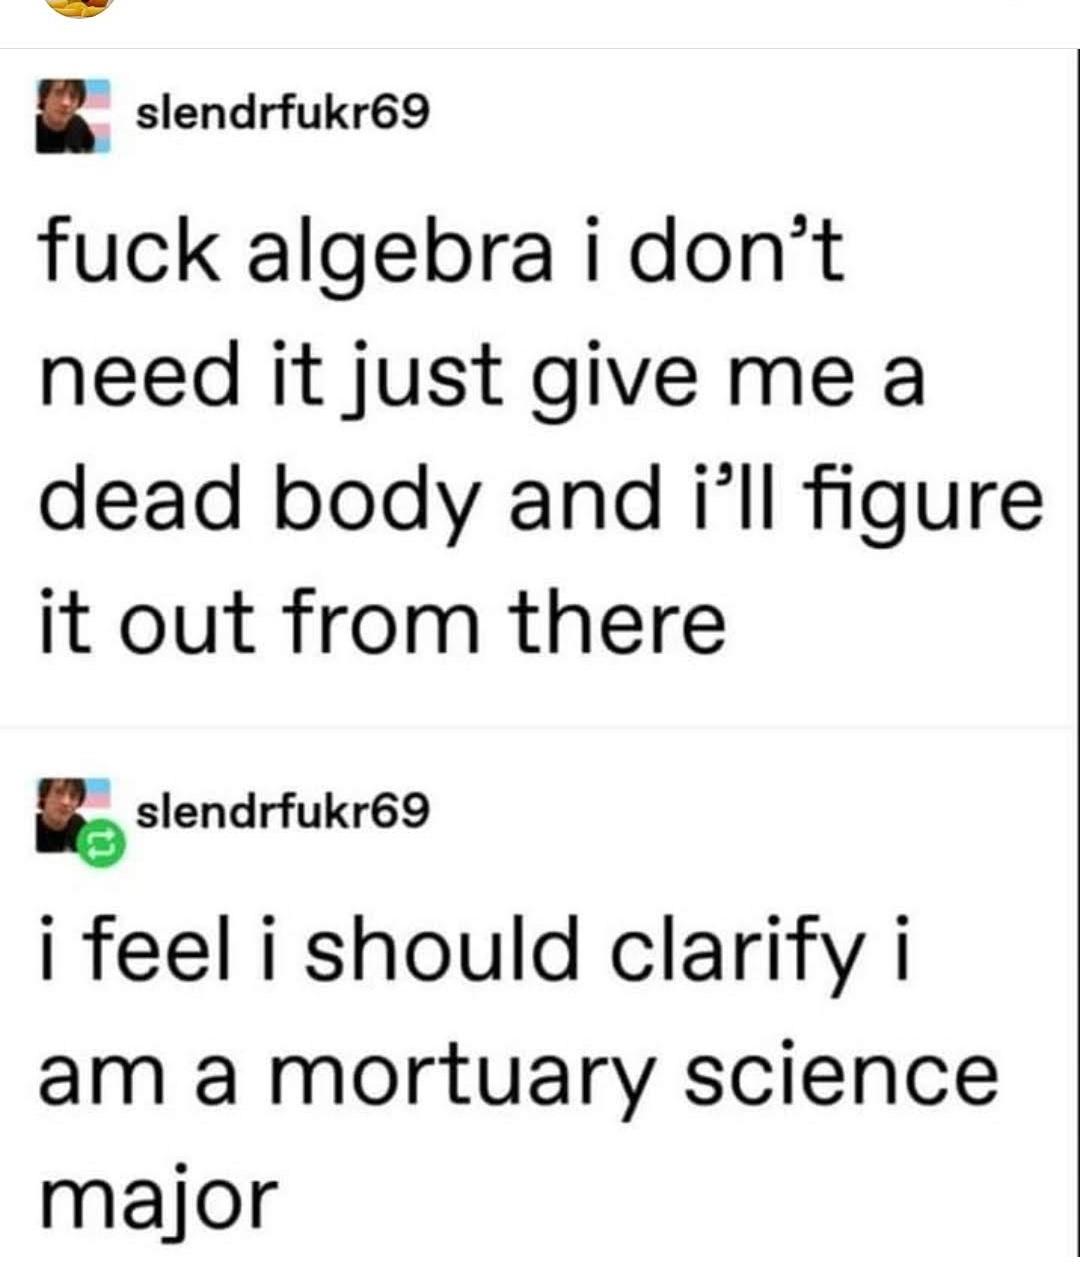 slendrfukr69
fuck algebra i don’t
need it just give me a
dead body and i’ll figure
it out from there
slendrfukr69
i feel i should clarify i
am a mortuary science
major